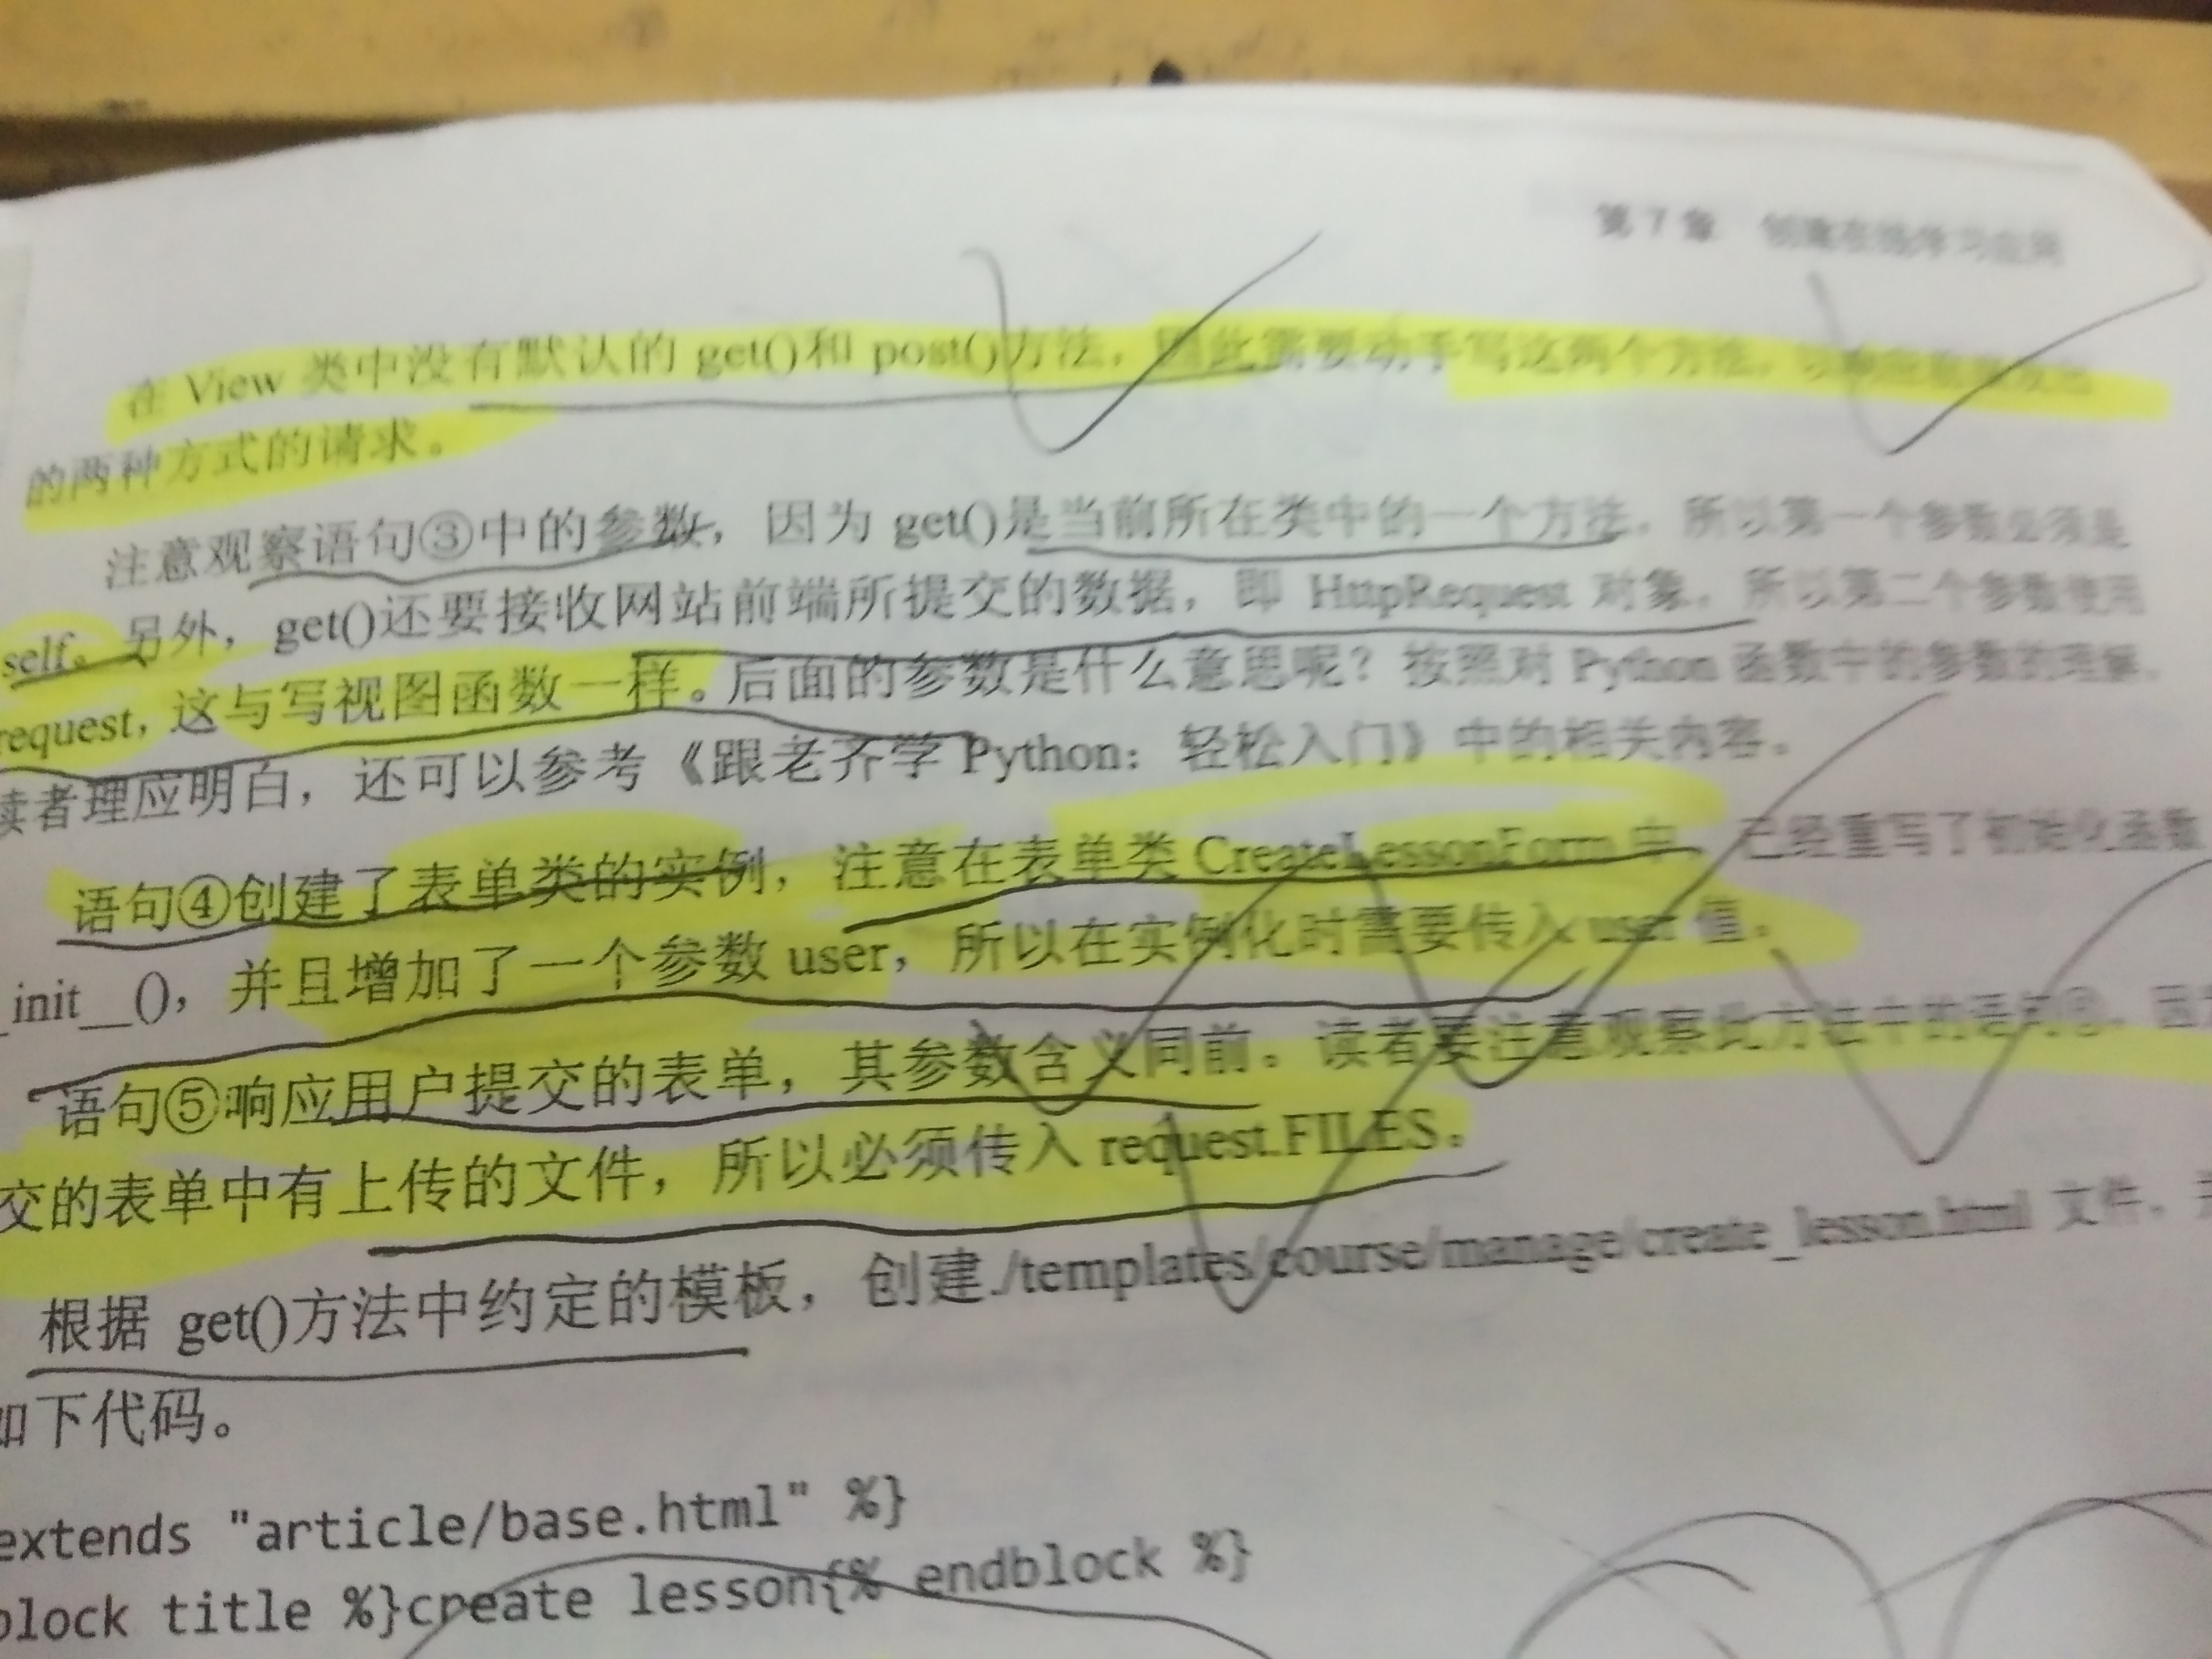 第 7 章 创建在线学习应用
在 View 类中没有默认的 get()和 post()方法，因此需要动手写这两个方法，
的两种方式的请求。
注意观察语句③中的参数，因为 get()是当前所在类中的一个方法，所以第一个参数必须是
self。另外，get()还要接收网站前端所提交的数据，即 HttpRequest 对象，所以第二个参数使用
request，这与写视图函数一样。后面的参数是什么意思呢？按照对 Python 函数中的参数的理解，
读者理应明白，还可以参考《跟老齐学 Python：轻松入门》中的相关内容。
语句④创建了表单类的实例，注意在表单类 CreateLessonForm 中，已经重写了初始化函数
_init__()，并且增加了一个参数 user，所以在实例化时需要传入 user 值。
语句⑤响应用户提交的表单，其参数含义同前。读者要注意观察此方法中的语句
交的表单中有上传的文件，所以必须传入 request.FILES。
根据 get()方法中约定的模板，创建./templates/course/manage/create_lesson.html 文件，
如下代码。
extends "article/base.html" %}
block title %}create lesson{% endblock %}